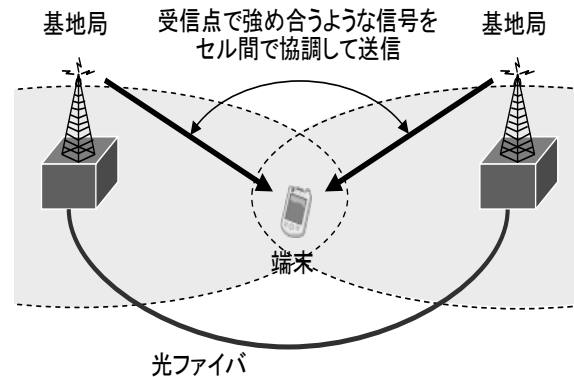 基地局
受信点で強め合うような信号を
セル間で協調して送信
基地局
端末
光ファイバ